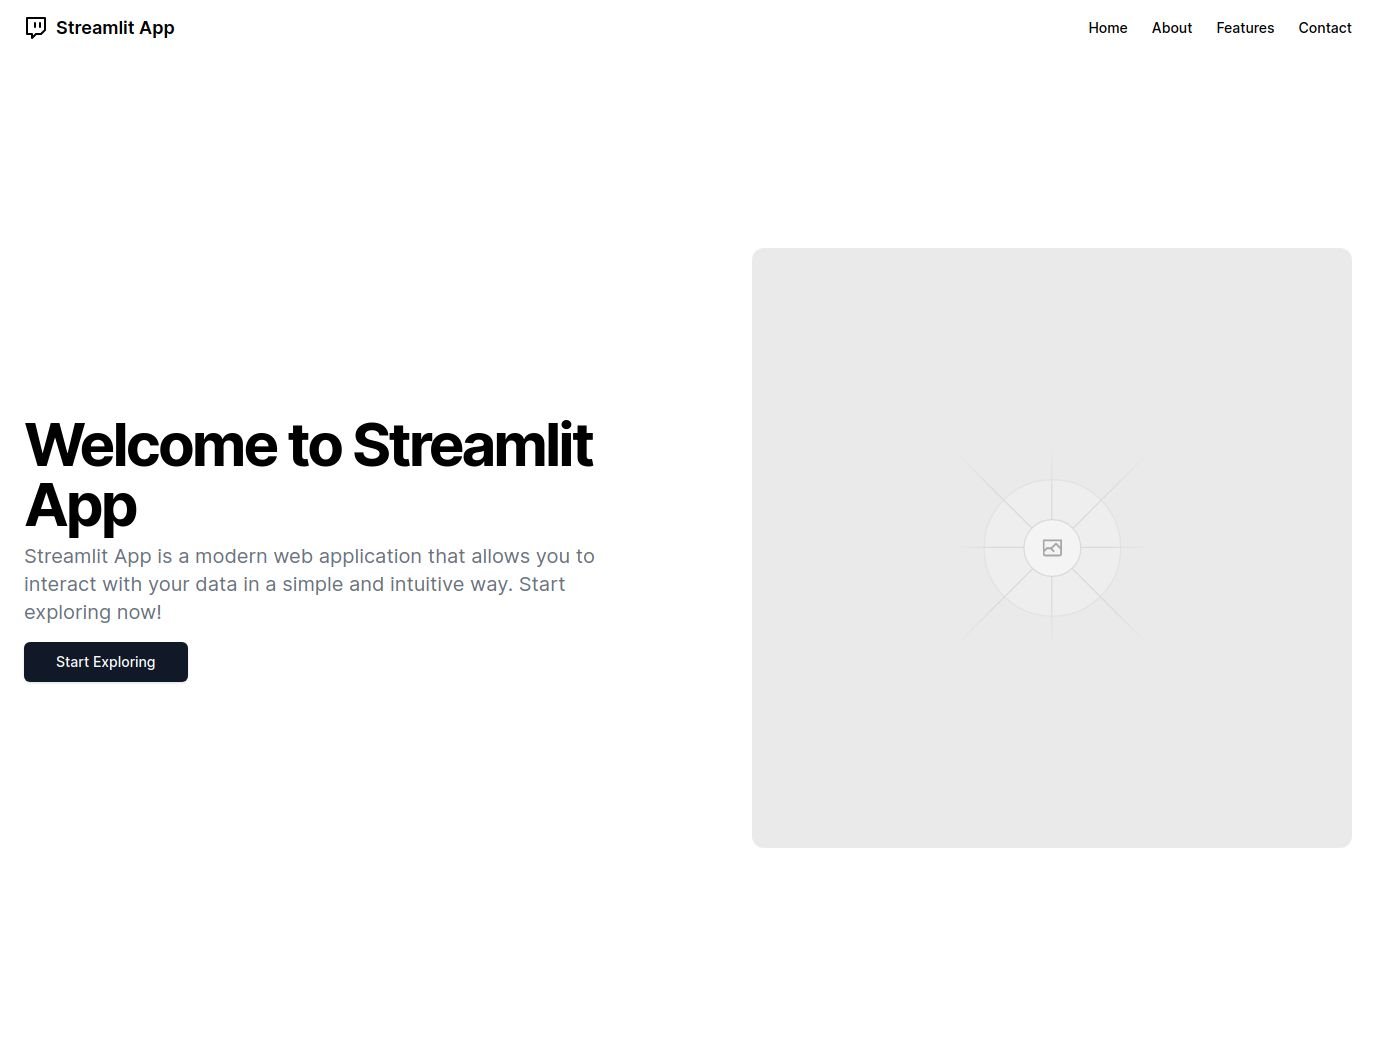 Streamlit App
Home About Features Contact
Welcome to Streamlit
App
Streamlit App is a modern web application that allows you to
interact with your data in a simple and intuitive way. Start
exploring now!
Start Exploring